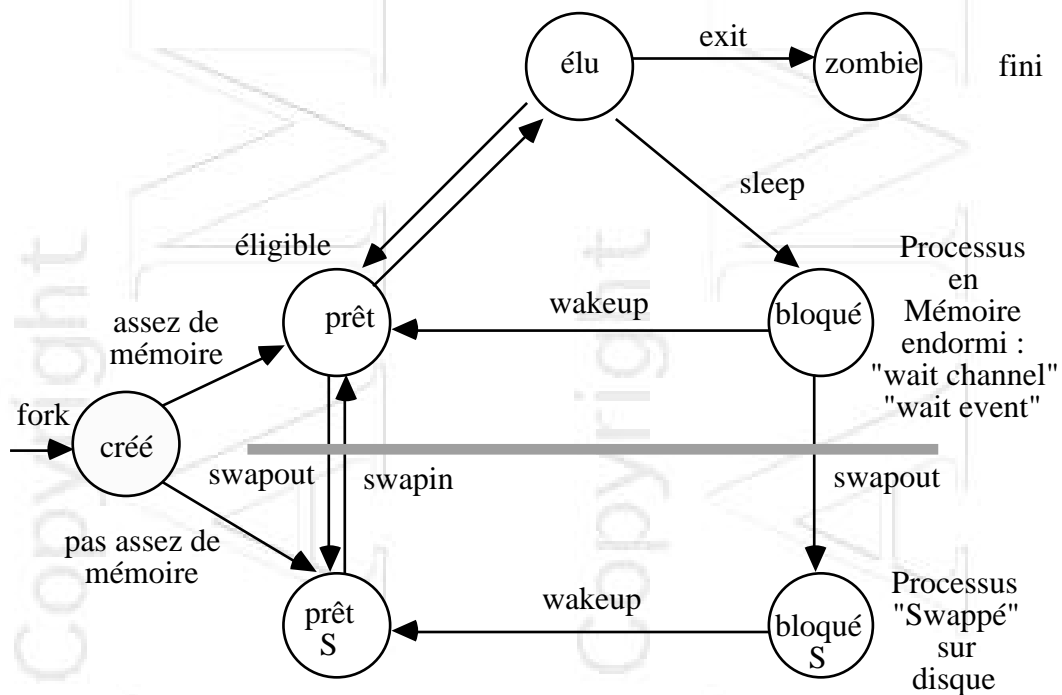 exit
élu
zombie
fini
sleep
éligible
Processus
en
Mémoire
endormi :
"wait channel"
"wait event"
prêt
wakeup
bloqué
assez de
mémoire
fork
créé
swapout
swapin
swapout
pas assez de
mémoire
prêt
S
wakeup
bloqué
S
Processus
"Swappé"
sur
disque
Copyright
Copyright